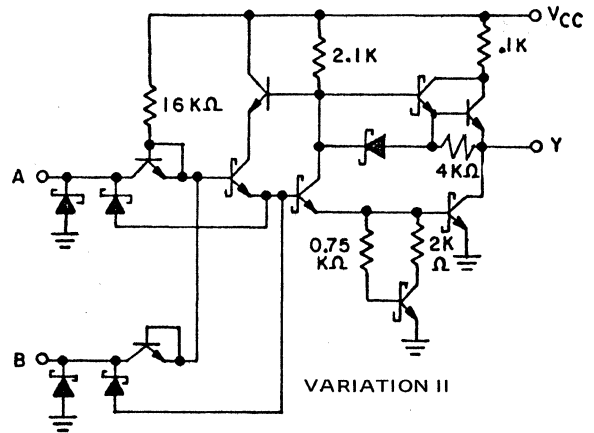 VCC
2.1K
.1K
16KΩ
A
Y
4KΩ
0.75
KΩ
2K
Ω
B
VARIATION II